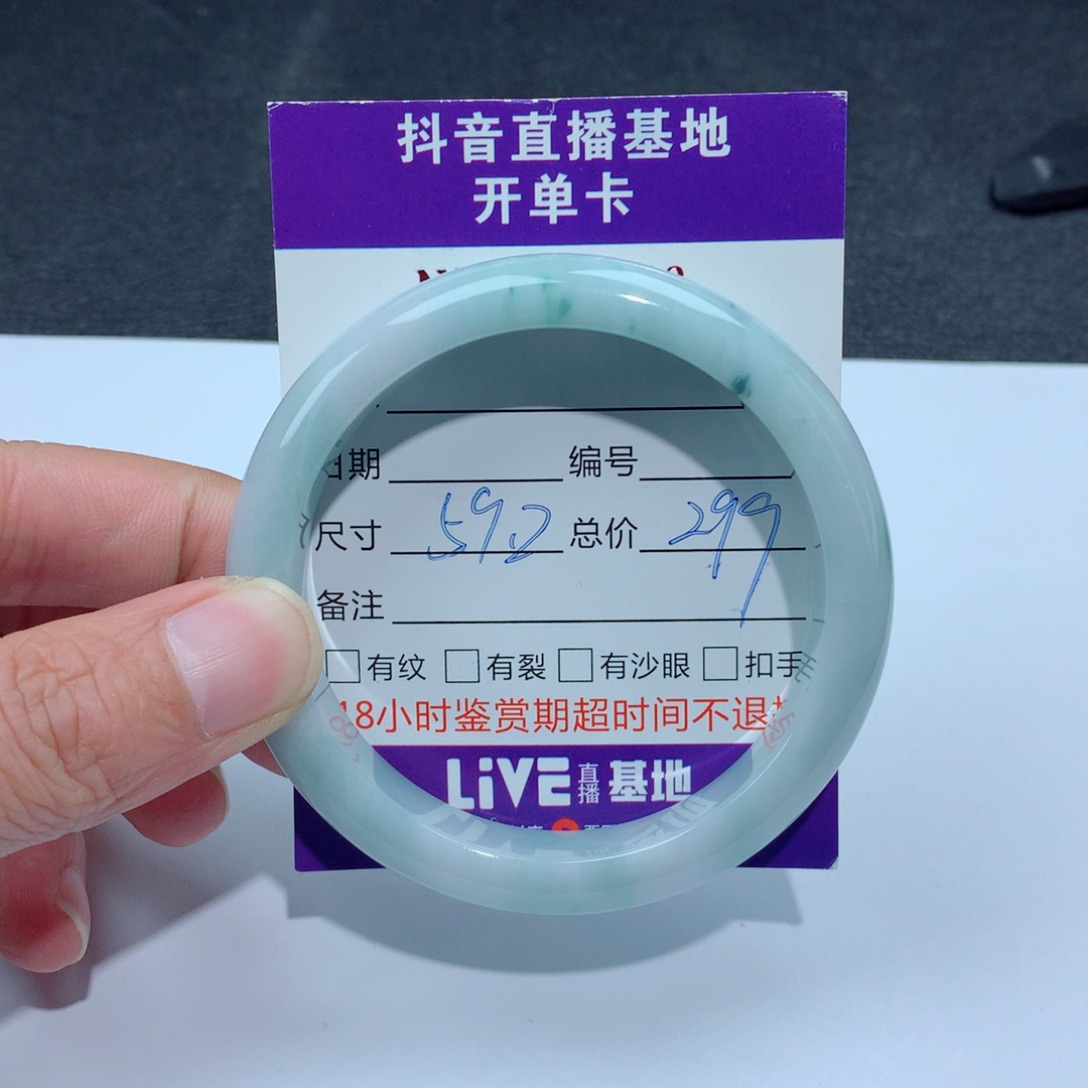 抖音直播基地
开单卡
日期 编号
尺寸 59.2 总价 299
备注
有纹 有裂 有沙眼 扣手
48小时鉴赏期超时间不退
LiVE直播基地